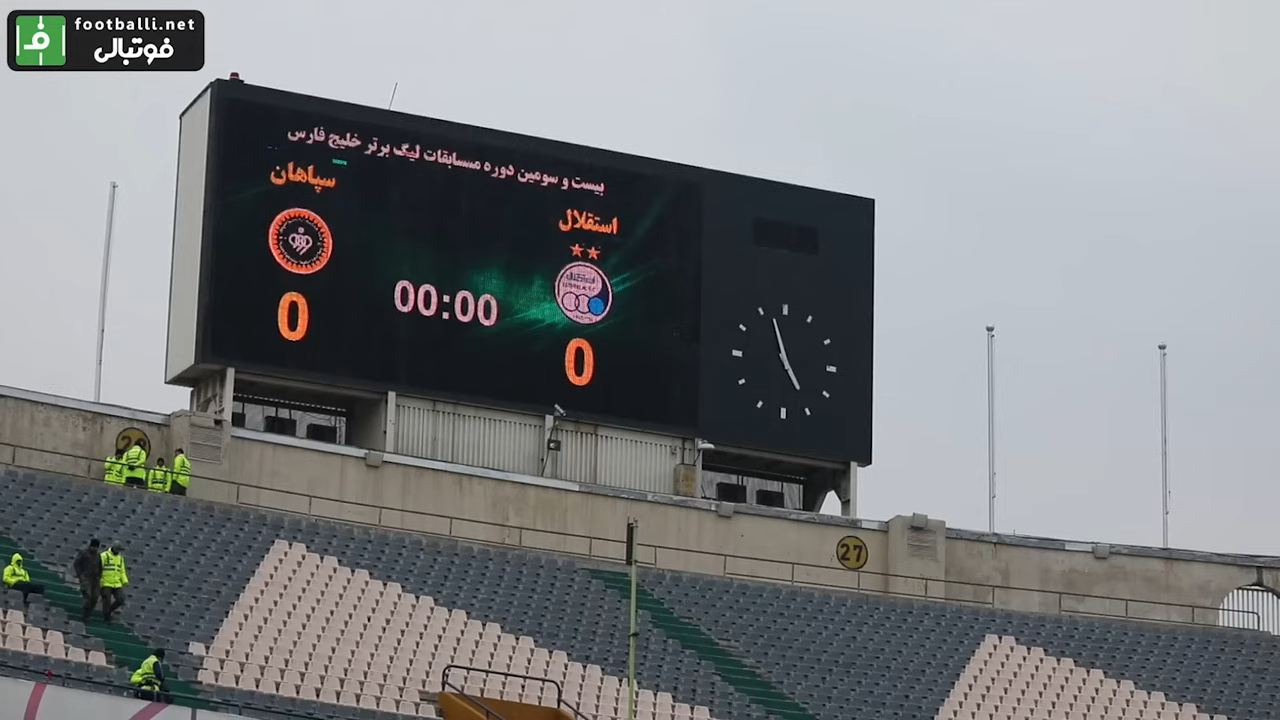 footballi.net
فوتبالی
بیست و سومین دوره مسابقات لیگ برتر خلیج فارس
استقلال
سپاهان
00:00
0
0
27